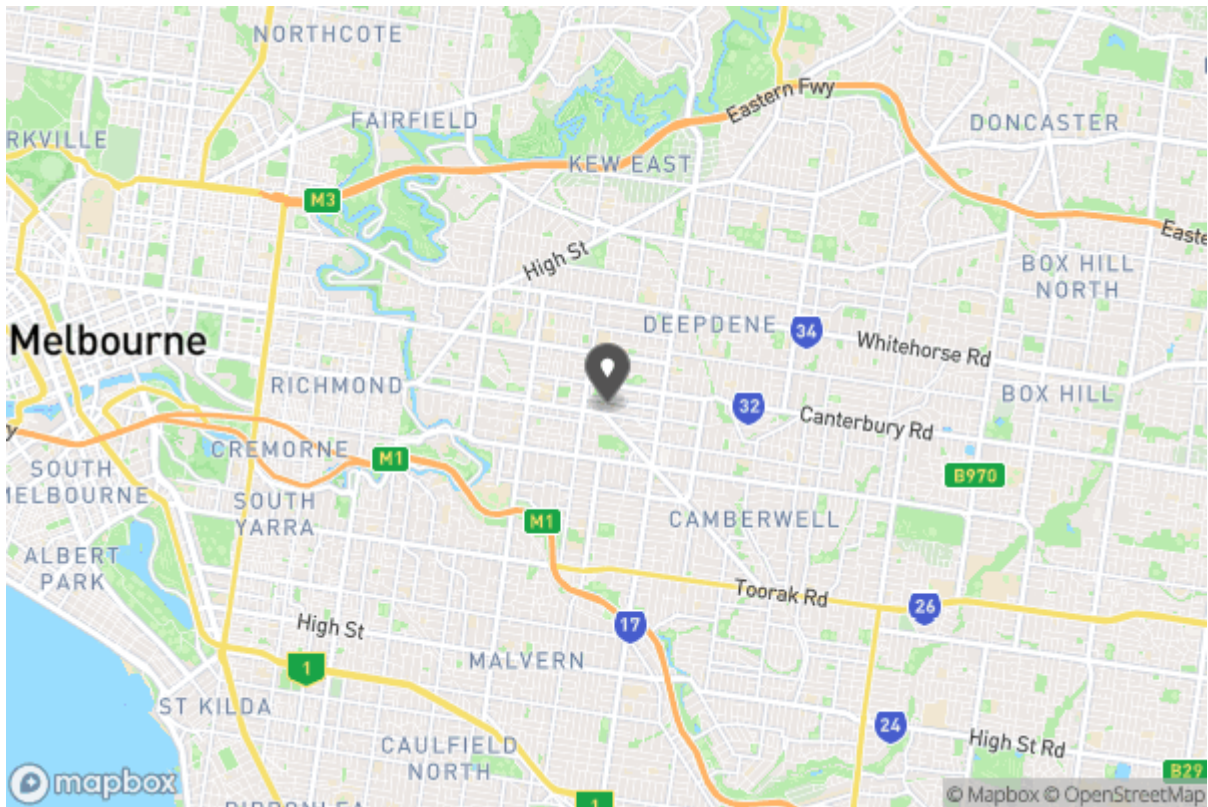 NORTHCOTE
Eastern Fwy
FAIRFIELD
DONCASTER
RKVILLE
KEW EAST
M3
Easte
High St
BOX HILL
NORTH
DEEPDENE
34
Whitehorse Rd
Melbourne
RICHMOND
BOX HILL
32
Canterbury Rd
y
CREMORNE
M1
SOUTH
MELBOURNE
SOUTH
YARRA
B970
M1
CAMBERWELL
ALBERT
PARK
Toorak Rd
26
High St
17
1
MALVERN
ST KILDA
24
High St Rd
CAULFIELD
NORTH
B29
mapbox
1
© Mapbox © OpenStreetMap